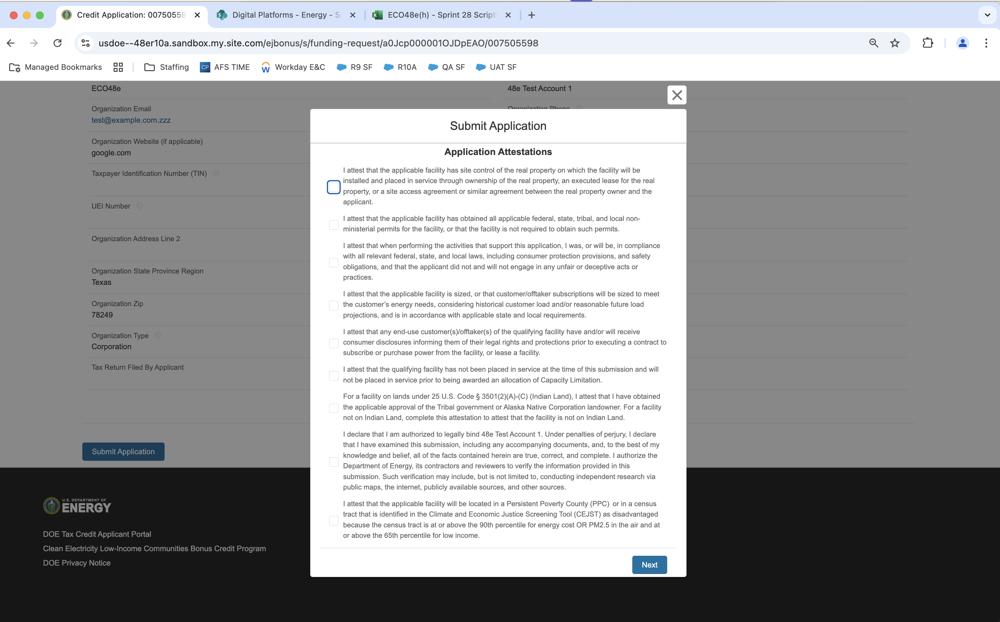 Credit Application: 00750559
Digital Platforms - Energy - S
ECO48e(h) - Sprint 28 Script
usdoe--48er10a.sandbox.my.site.com/ejbonus/s/funding-request/a0Jcp000001OJDpEAO/007505598
Managed Bookmarks
Staffing
CP AFS TIME
Workday E&C
R9 SF
R10A
QA SF
UAT SF
ECO48e
48e Test Account 1
Organization Email
Organization Phone
test@example.com.zzz
Organization Website (if applicable)
google.com
Taxpayer Identification Number (TIN)
UEI Number
Organization Address Line 2
Organization State Province Region
Texas
Organization Zip
78249
Organization Type
Corporation
Tax Return Filed By Applicant
Submit Application
Submit Application
Application Attestations
I attest that the applicable facility has site control of the real property on which the facility will be
installed and placed in service through ownership of the real property, an executed lease for the real
property, or a site access agreement or similar agreement between the real property owner and the
applicant.
I attest that the applicable facility has obtained all applicable federal, state, tribal, and local non-
ministerial permits for the facility, or that the facility is not required to obtain such permits.
I attest that when performing the activities that support this application, I was, or will be, in compliance
with all relevant federal, state, and local laws, including consumer protection provisions, and safety
obligations, and that the applicant did not and will not engage in any unfair or deceptive acts or
practices.
I attest that the applicable facility is sized, or that customer/offtaker subscriptions will be sized to meet
the customer’s energy needs, considering historical customer load and/or reasonable future load
projections, and is in accordance with applicable state and local requirements.
I attest that any end-use customer(s)/offtaker(s) of the qualifying facility have and/or will receive
consumer disclosures informing them of their legal rights and protections prior to executing a contract to
subscribe or purchase power from the facility, or lease a facility.
I attest that the qualifying facility has not been placed in service at the time of this submission and will
not be placed in service prior to being awarded an allocation of Capacity Limitation.
For a facility on lands under 25 U.S. Code § 3501(2)(A)-(C) (Indian Land), I attest that I have obtained
the applicable approval of the Tribal government or Alaska Native Corporation landowner. For a facility
not on Indian Land, complete this attestation to attest that the facility is not on Indian Land.
I declare that I am authorized to legally bind 48e Test Account 1. Under penalties of perjury, I declare
that I have examined this submission, including any accompanying documents, and, to the best of my
knowledge and belief, all of the facts contained herein are true, correct, and complete. I authorize the
Department of Energy, its contractors and reviewers to verify the information provided in this
submission. Such verification may include, but is not limited to, conducting independent research via
public maps, the internet, publicly available sources, and other sources.
I attest that the applicable facility will be located in a Persistent Poverty County (PPC) or in a census
tract that is identified in the Climate and Economic Justice Screening Tool (CEJST) as disadvantaged
because the census tract is at or above the 90th percentile for energy cost OR PM2.5 in the air and at
or above the 65th percentile for low income.
Next
U.S. DEPARTMENT OF
ENERGY
DOE Tax Credit Applicant Portal
Clean Electricity Low-Income Communities Bonus Credit Program
DOE Privacy Notice